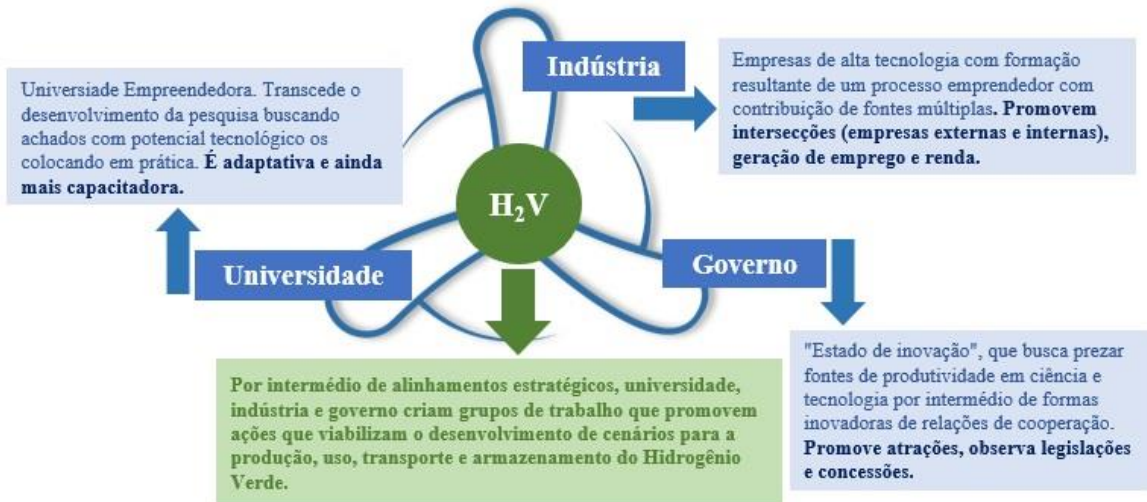 Indústria
Empresas de alta tecnologia com formação
resultante de um processo emprendedor com
contribuição de fontes múltiplas. Promovem
intersecções (empresas externas e internas),
geração de emprego e renda.
Universiade Empreendedora. Transcede o
desenvolvimento da pesquisa buscando
achados com potencial tecnológico os
colocando em prática. É adaptativa e ainda
mais capacitadora.
H₂V
Universidade
Governo
Por intermédio de alinhamentos estratégicos, universidade,
indústria e governo criam grupos de trabalho que promovem
ações que viabilizam o desenvolvimento de cenários para a
produção, uso, transporte e armazenamento do Hidrogênio
Verde.
"Estado de inovação", que busca prezar
fontes de produtividade em ciência e
tecnologia por intermédio de formas
inovadoras de relações de cooperação.
Promove atrações, observa legislações
e concessões.